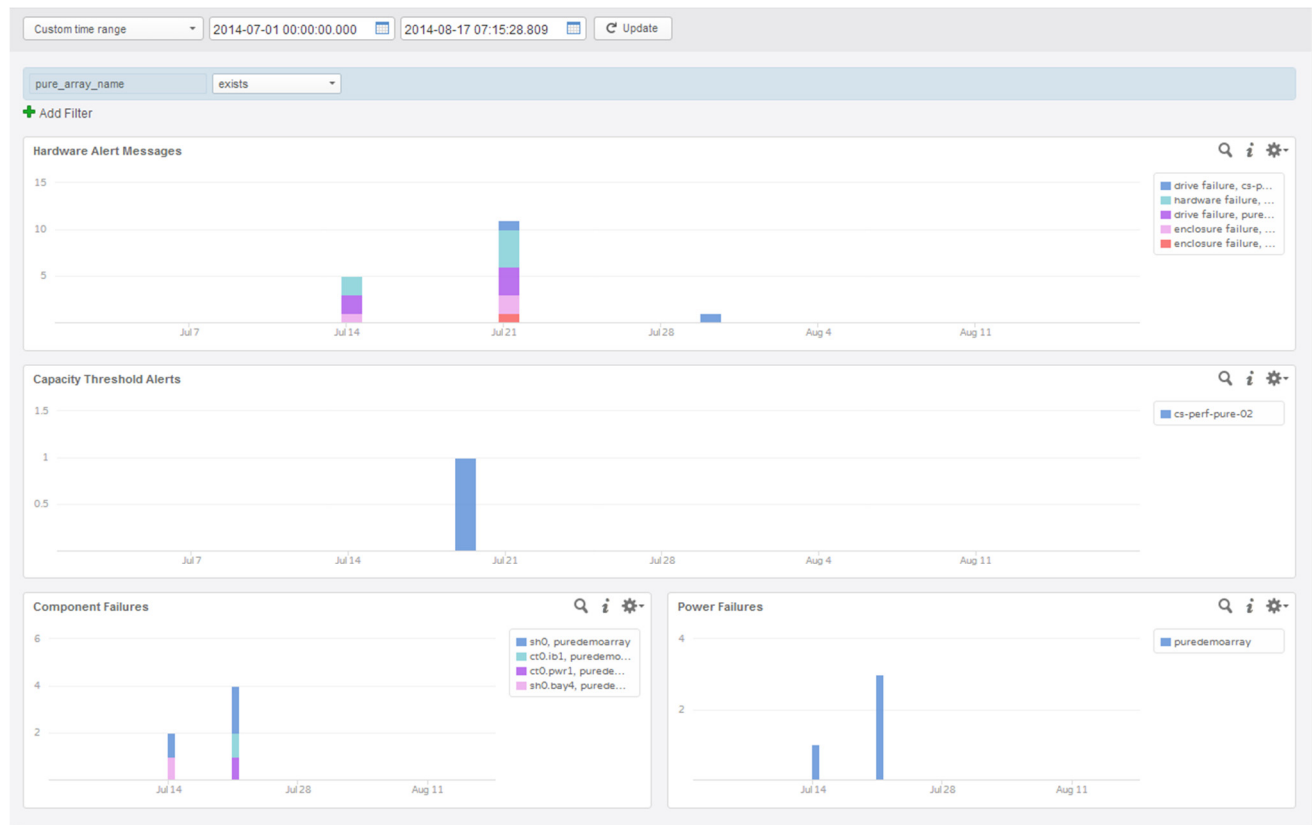 Custom time range 2014-07-01 00:00:00.000 2014-08-17 07:15:28.809 Update
pure_array_name exists
Add Filter
Hardware Alert Messages
15
10
5
Jul 7 Jul 14 Jul 21 Jul 28 Aug 4 Aug 11
drive failure, cs-p...
hardware failure, ...
drive failure, pure...
enclosure failure, ...
enclosure failure, ...
Capacity Threshold Alerts
1.5
1
0.5
Jul 7 Jul 14 Jul 21 Jul 28 Aug 4 Aug 11
cs-perf-pure-02
Component Failures
6
4
2
Jul 14 Jul 28 Aug 11
sh0, puredemoarray
ct0.ib1, puredemo...
ct0.pwr1, purede...
sh0.bay4, purede...
Power Failures
4
2
Jul 14 Jul 28 Aug 11
puredemoarray